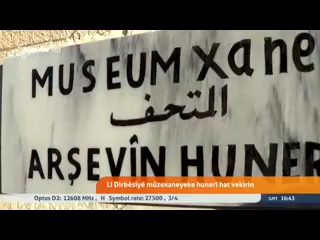 MUSEUM xane
المتحف
ARŞEVÎN HUNER
Li Dirbêsîyê mûzexaneyeke hunerî hat vekirin
Optus D2: 12608 MHz, H Symbol rate: 27500, 3/4
GMT 16:43